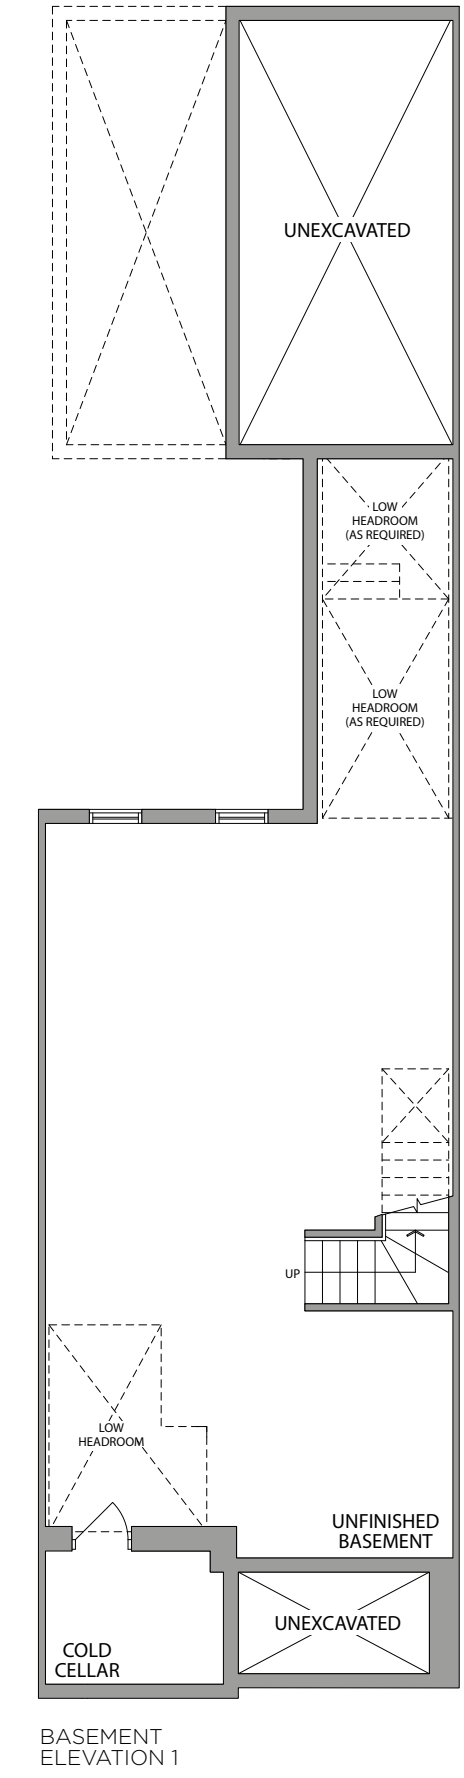 UNEXCAVATED
LOW
HEADROOM
(AS REQUIRED)
LOW
HEADROOM
(AS REQUIRED)
UP
LOW
HEADROOM
UNFINISHED
BASEMENT
UNEXCAVATED
COLD
CELLAR
BASEMENT
ELEVATION 1